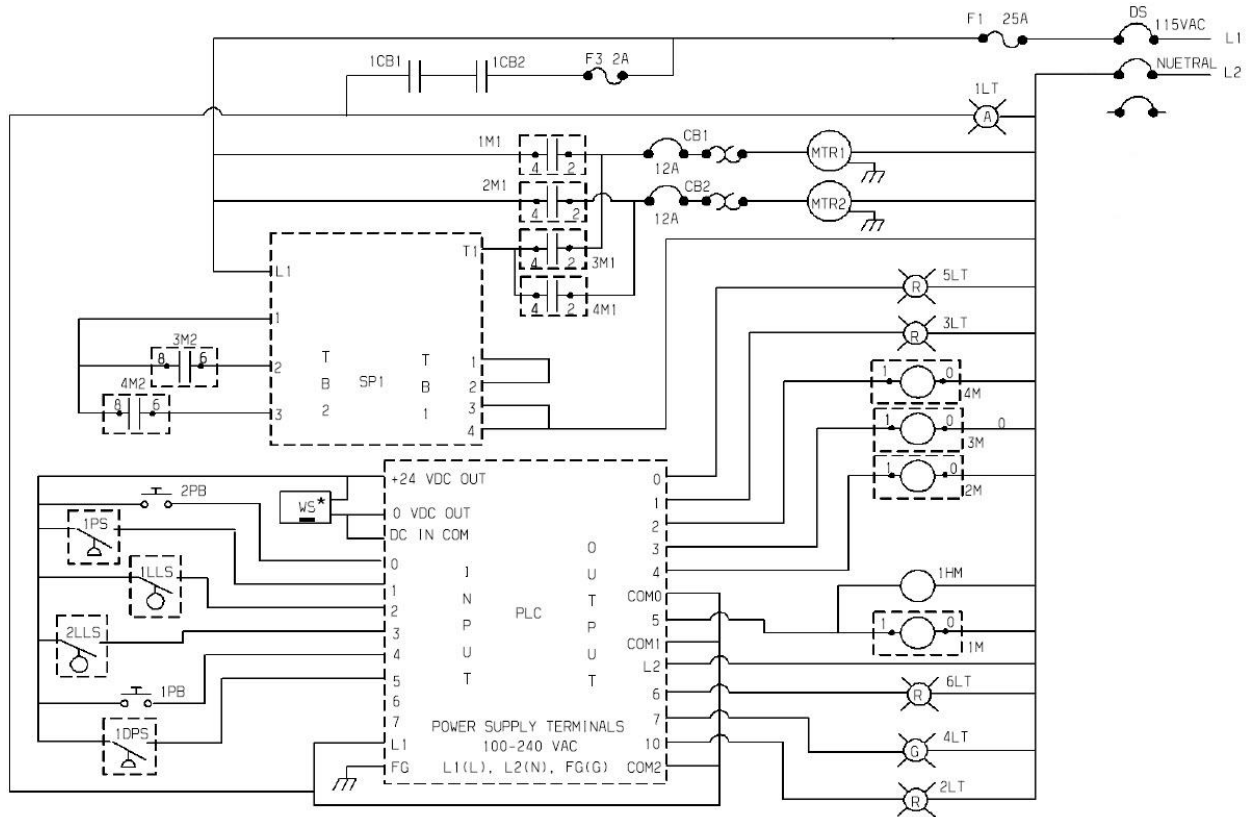 F1 25A
DS
115VAC
L1
1CB1
1CB2
F3 2A
NUETRAL
L2
1LT
A
1M1
4 2
CB1
12A
MTR1
2M1
4 2
CB2
12A
MTR2
T1
4 2
3M1
L1
4 2
4M1
5LT
R
1
3M2
8 6
2
4M2
8 6
3
T
B
2
SP1
T
B
1
1
2
3
4
3LT
R
1 0
4M
1 0 0
3M
1 0
2M
+24 VDC OUT
0
2PB
WS*
0 VDC OUT
1
DC IN COM
2
1PS
0
3
1LLS
1
4
2
COM0
1HM
2LLS
3
5
1 0
1M
4
COM1
1PB
5
L2
6
6
6LT
R
1DPS
7
7
4LT
G
I
N
P
U
T
PLC
O
U
T
P
U
T
POWER SUPPLY TERMINALS
L1
100-240 VAC
10
FG
L1(L), L2(N), FG(G)
COM2
2LT
R